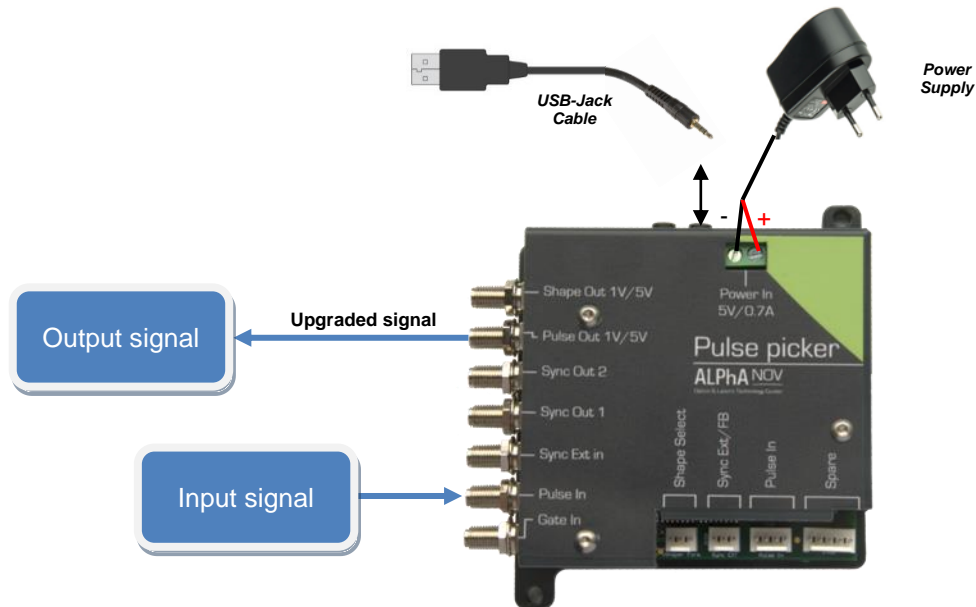 USB-Jack
Cable
Power
Supply
- +
Shape Out 1V/5V
Power In
5V/0.7A
Upgraded signal
Output signal
Pulse Out 1V/5V
Pulse picker
ALPhA NOV
Sync Out 2
Sync Out 1
Shape Select
Sync Ext/FB
Pulse In
Spare
Sync Ext in
Input signal
Pulse In
Gate In